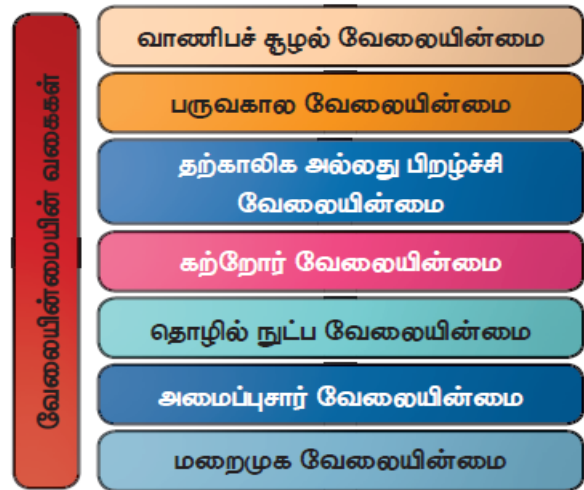 வேலையின்மையின் வகைகள்
வாணிபச் சூழல் வேலையின்மை
பருவகால வேலையின்மை
தற்காலிக அல்லது பிறழ்ச்சி
வேலையின்மை
கற்றோர் வேலையின்மை
தொழில் நுட்ப வேலையின்மை
அமைப்புசார் வேலையின்மை
மறைமுக வேலையின்மை